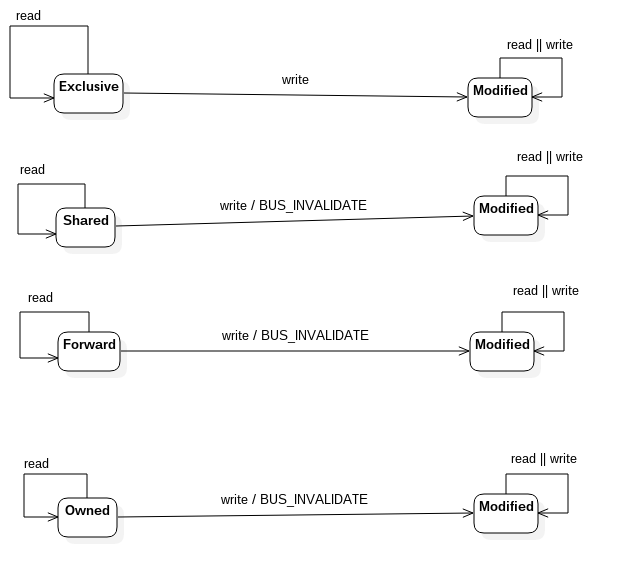 read
read || write
Exclusive
write
Modified
read
read || write
Shared
write / BUS_INVALIDATE
Modified
read
read || write
Forward
write / BUS_INVALIDATE
Modified
read
read || write
Owned
write / BUS_INVALIDATE
Modified